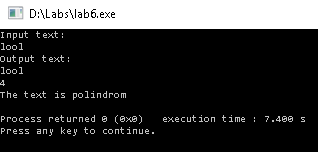 D:\Labs\lab6.exe
Input text:
lool
Output text:
lool
4
The text is polindrom
Process returned 0 (0x0)   execution time : 7.400 s
Press any key to continue.